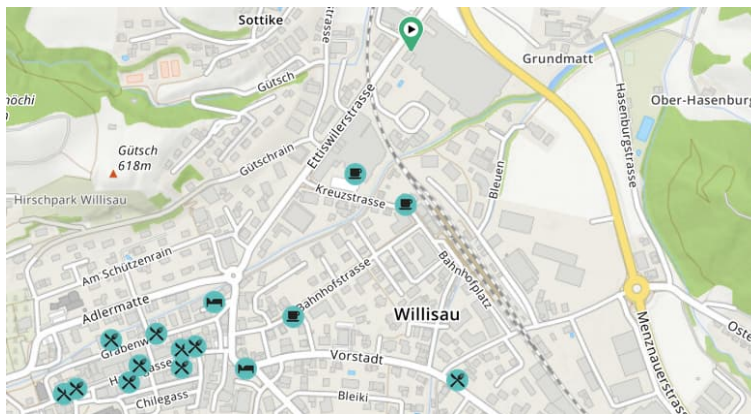 Sottike
Gütsch
Grundmatt
Ober-Hasenburg
Hasenburgstrasse
Ettiswilerstrasse
Gütsch
618m
Gütschrain
Hirschpark Willisau
Kreuzstrasse
Bleuen
Am Schützenrain
Bahnhofstrasse
Bahnhofplatz
Adlermatte
Willisau
Menznauerstrasse
Vorstadt
Chilegass
Bleiki